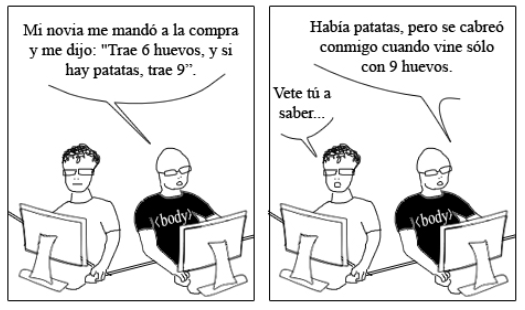 Mi novia me mandó a la compra
y me dijo: "Trae 6 huevos, y si
hay patatas, trae 9”.
<body>
Había patatas, pero se cabreó
conmigo cuando vine sólo
con 9 huevos.
Vete tú a
saber...
<body>